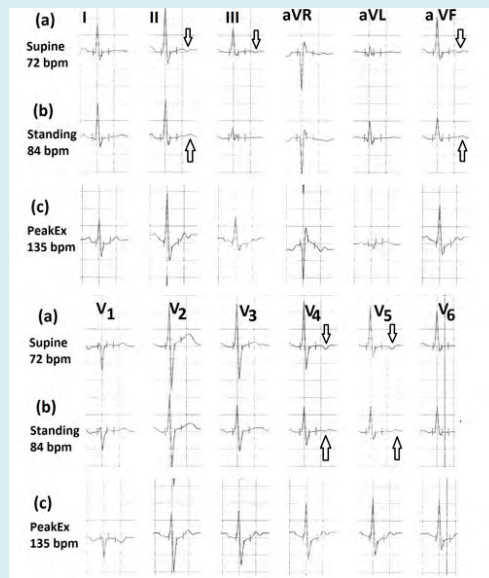 (a) I II III aVR aVL aVF
Supine
72 bpm
(b)
Standing
84 bpm
(c)
PeakEx
135 bpm
(a) V1 V2 V3 V4 V5 V6
Supine
72 bpm
(b)
Standing
84 bpm
(c)
PeakEx
135 bpm